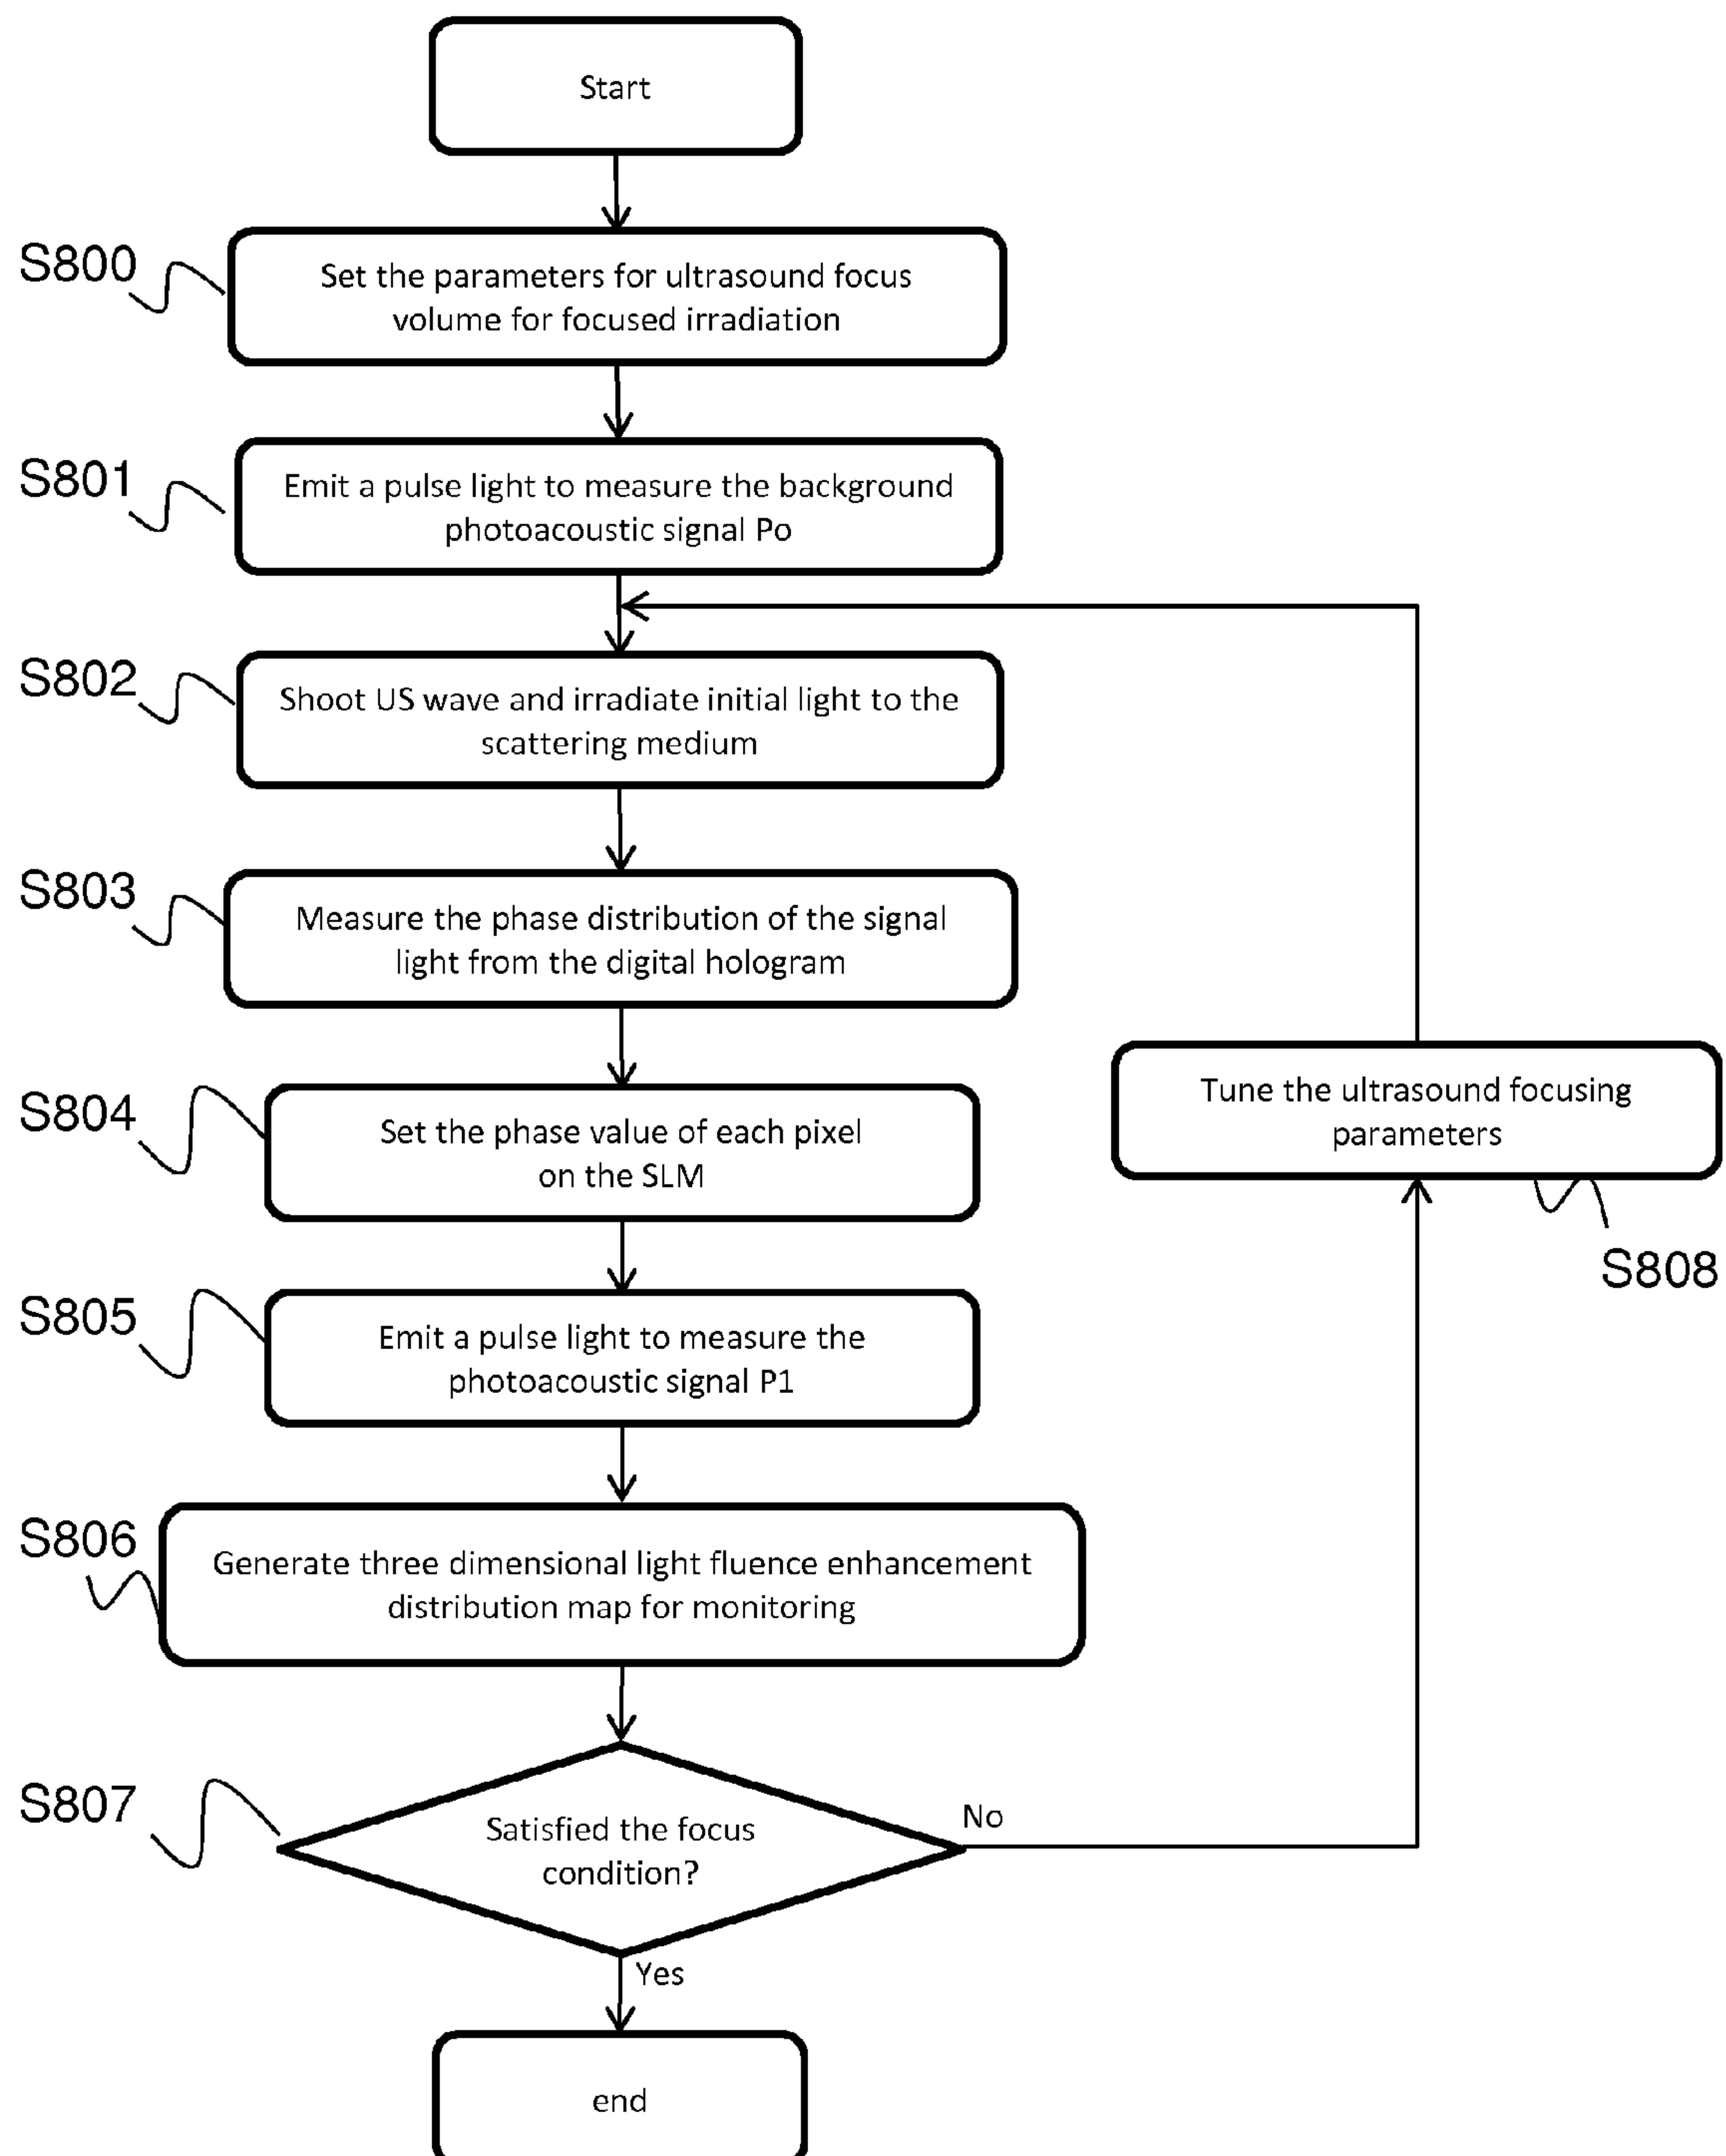 Start
S800
Set the parameters for ultrasound focus
volume for focused irradiation
S801
Emit a pulse light to measure the background
photoacoustic signal Po
S802
Shoot US wave and irradiate initial light to the
scattering medium
S803
Measure the phase distribution of the signal
light from the digital hologram
S804
Set the phase value of each pixel
on the SLM
Tune the ultrasound focusing
parameters
S808
S805
Emit a pulse light to measure the
photoacoustic signal P1
S806
Generate three dimensional light fluence enhancement
distribution map for monitoring
S807
Satisfied the focus
condition?
No
Yes
end